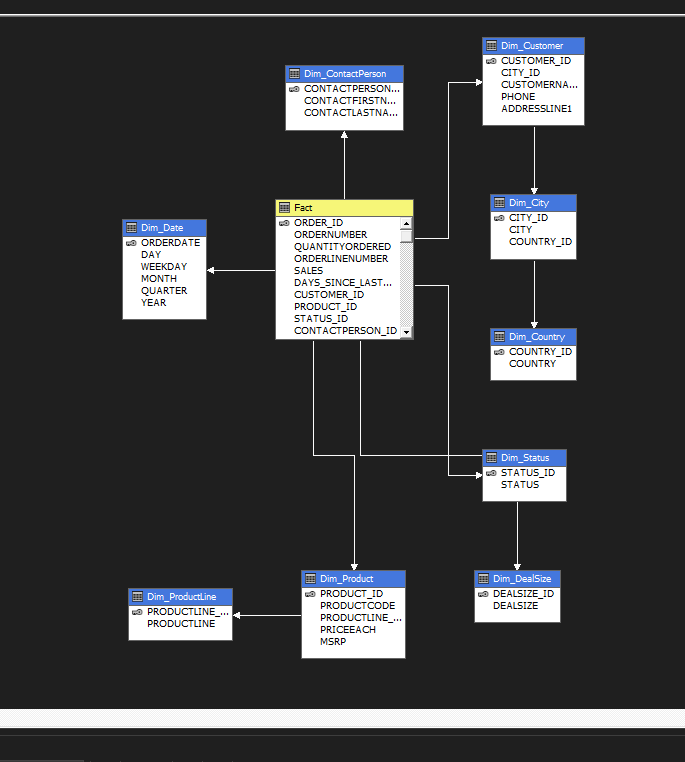 Dim_Customer
CUSTOMER_ID
CITY_ID
CUSTOMERNA...
PHONE
ADDRESSLINE1
Dim_ContactPerson
CONTACTPERSON...
CONTACTFIRSTN...
CONTACTLASTNA...
Dim_City
CITY_ID
CITY
COUNTRY_ID
Fact
ORDER_ID
ORDERNUMBER
QUANTITYORDERED
ORDERLINENUMBER
SALES
DAYS_SINCE_LAST...
CUSTOMER_ID
PRODUCT_ID
STATUS_ID
CONTACTPERSON_ID
Dim_Date
ORDERDATE
DAY
WEEKDAY
MONTH
QUARTER
YEAR
Dim_Country
COUNTRY_ID
COUNTRY
Dim_Status
STATUS_ID
STATUS
Dim_Product
PRODUCT_ID
PRODUCTCODE
PRODUCTLINE_...
PRICEEACH
MSRP
Dim_DealSize
DEALSIZE_ID
DEALSIZE
Dim_ProductLine
PRODUCTLINE_...
PRODUCTLINE